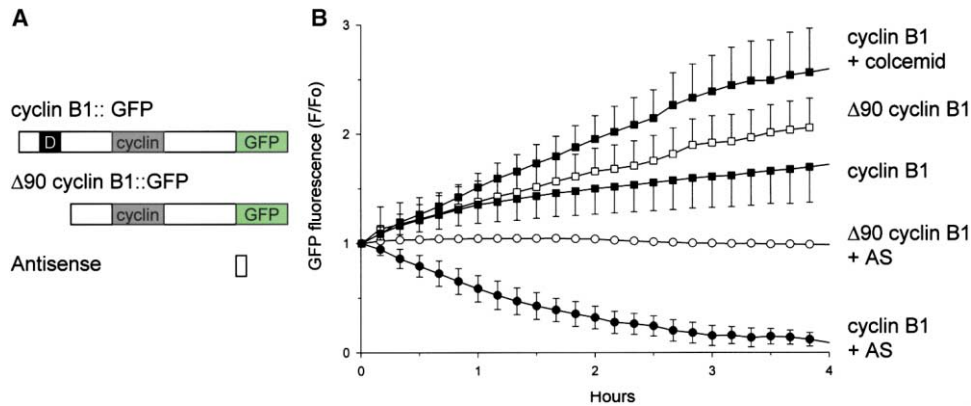 A
cyclin B1:: GFP
D
cyclin
GFP
Δ90 cyclin B1::GFP
cyclin
GFP
Antisense
B
GFP fluorescence (F/Fo)
3
2
1
0
0
1
2
3
4
Hours
cyclin B1
+ colcemid
Δ90 cyclin B1
cyclin B1
Δ90 cyclin B1
+ AS
cyclin B1
+ AS